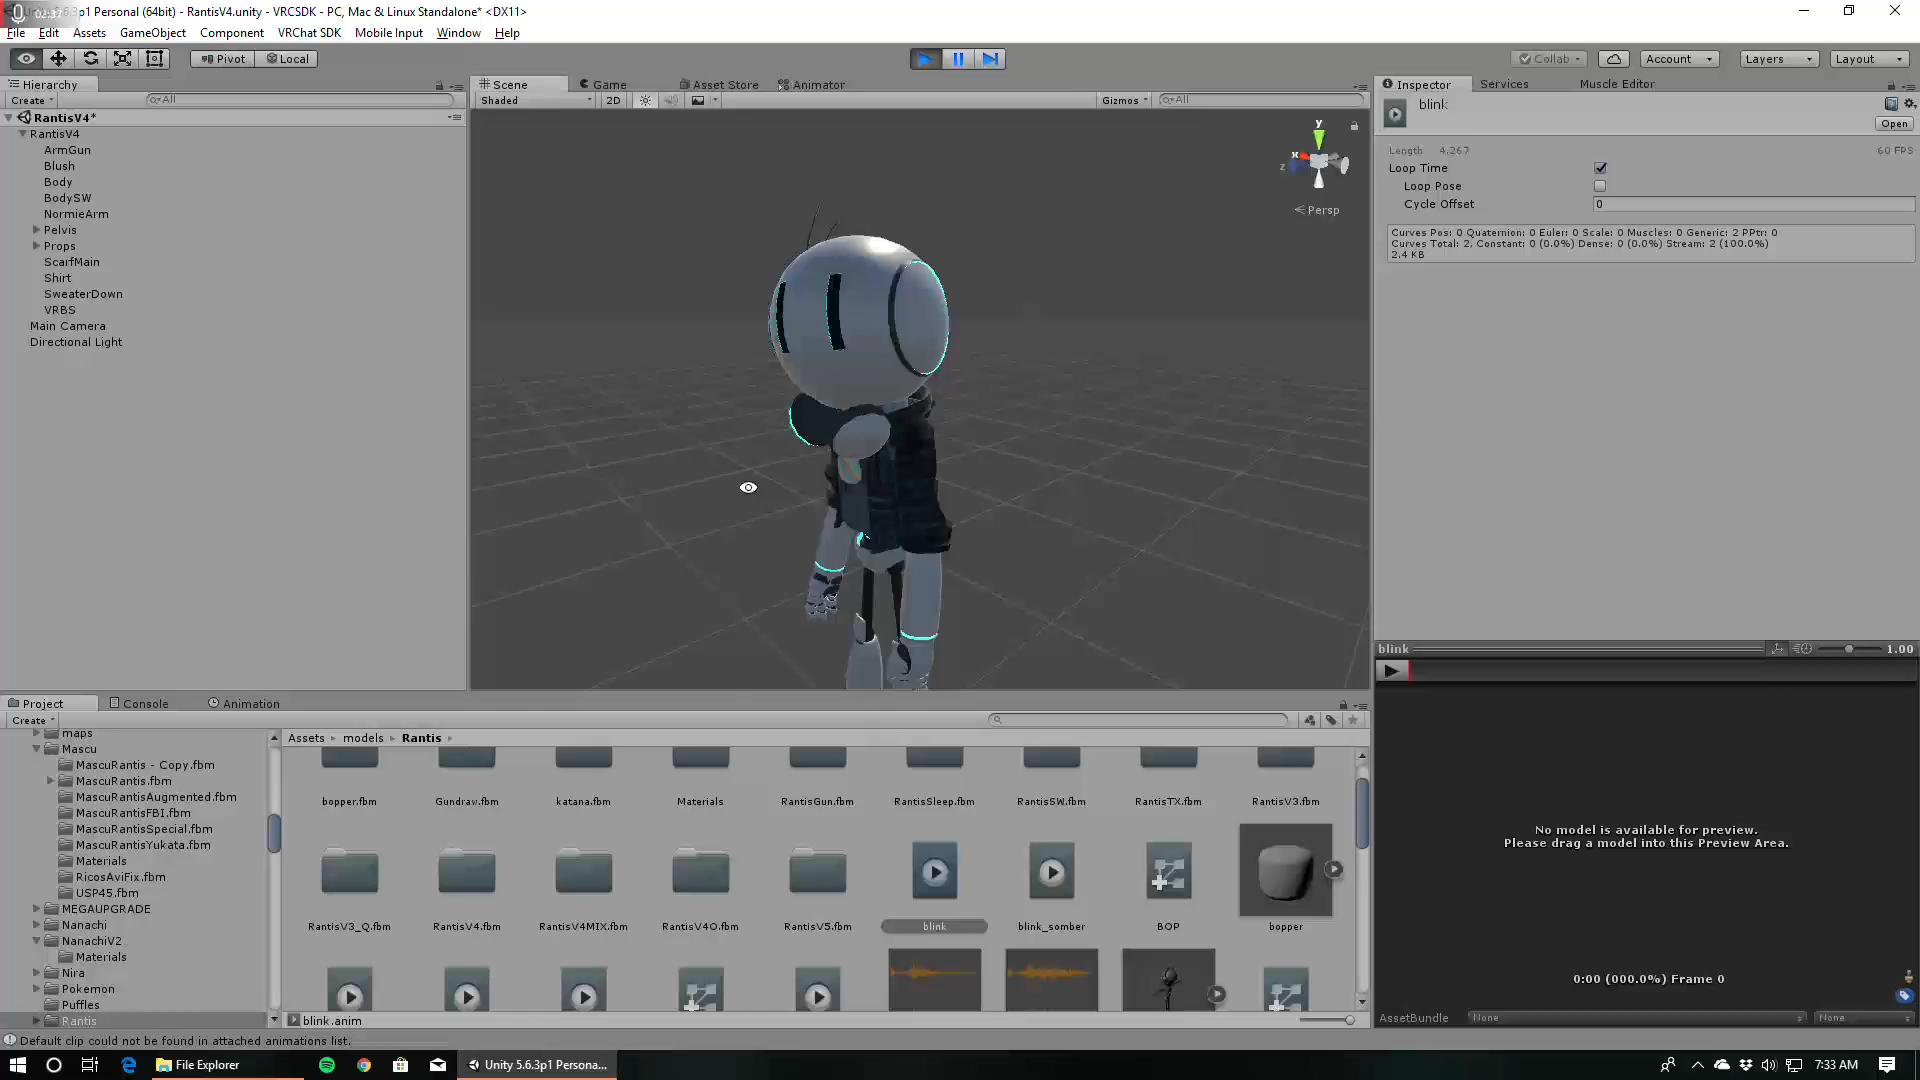 02:37
5.6.3p1 Personal (64bit) - RantisV4.unity - VRCSDK - PC, Mac & Linux Standalone* <DX11>
File Edit Assets GameObject Component VRChat SDK Mobile Input Window Help
Pivot Local Collab Account Layers Layout
Hierarchy
Create All
RantisV4*
RantisV4
ArmGun
Blush
Body
BodySW
NormieArm
Pelvis
Props
ScarfMain
Shirt
SweaterDown
VRBS
Main Camera
Directional Light
Scene Game Asset Store Animator
Shaded 2D Gizmos All
y
x
z
Persp
Inspector Services Muscle Editor
blink
Open
Length 4.267 60 FPS
Loop Time
Loop Pose
Cycle Offset 0
Curves Pos: 0 Quaternion: 0 Euler: 0 Scale: 0 Muscles: 0 Generic: 2 PPtr: 0
Curves Total: 2, Constant: 0 (0.0%) Dense: 0 (0.0%) Stream: 2 (100.0%)
2.4 KB
blink 1.00
No model is available for preview.
Please drag a model into this Preview Area.
0:00 (000.0%) Frame 0
AssetBundle None None
Project Console Animation
Create
maps
Mascu
MascuRantis - Copy.fbm
MascuRantis.fbm
MascuRantisAugmented.fbm
MascuRantisFBI.fbm
MascuRantisSpecial.fbm
MascuRantisYukata.fbm
Materials
RicosAviFix.fbm
USP45.fbm
MEGAUPGRADE
Nanachi
NanachiV2
Materials
Nira
Pokemon
Puffles
Rantis
Assets models Rantis
bopper.fbm Gundraw.fbm katana.fbm Materials RantisGun.fbm RantisSleep.fbm RantisSW.fbm RantisTX.fbm RantisV3.fbm
RantisV3_Q.fbm RantisV4.fbm RantisV4MIX.fbm RantisV4O.fbm RantisV5.fbm blink blink_somber BOP bopper
blink.anim
Default clip could not be found in attached animations list.
File Explorer Unity 5.6.3p1 Persona... 7:33 AM